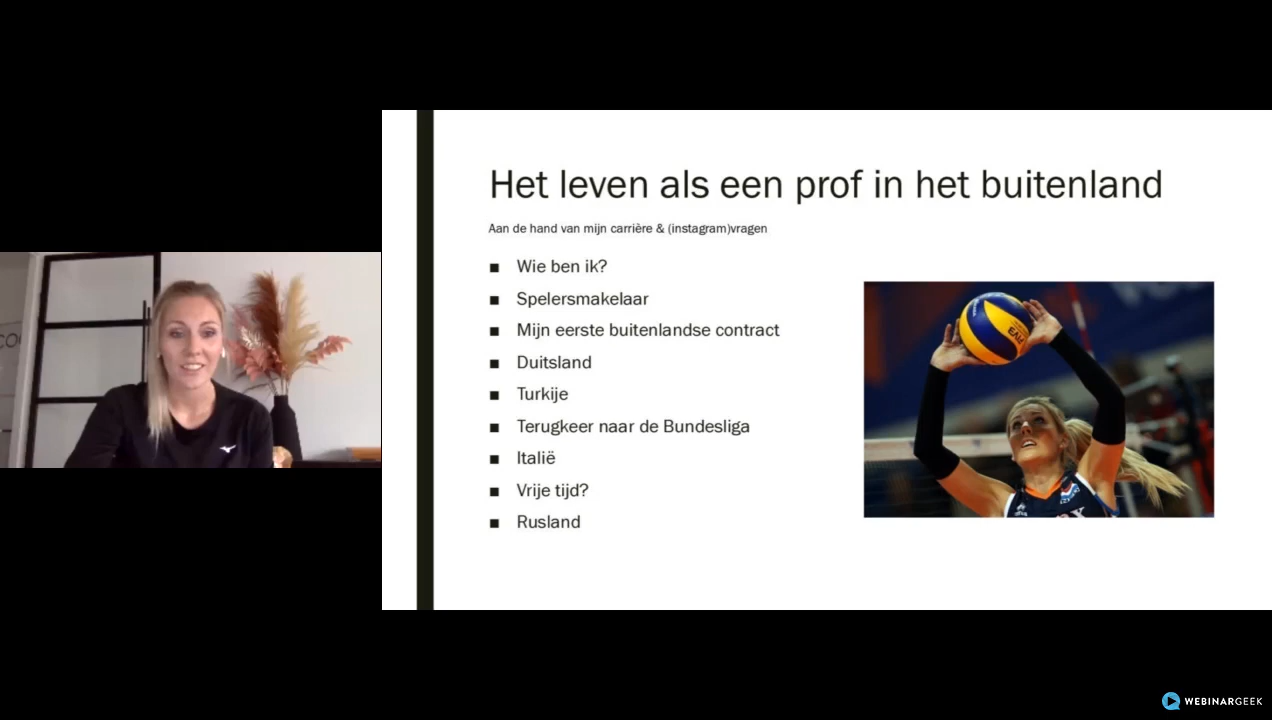 Het leven als een prof in het buitenland
Aan de hand van mijn carrière & (instagram)vragen
■ Wie ben ik?
■ Spelersmakelaar
■ Mijn eerste buitenlandse contract
■ Duitsland
■ Turkije
■ Terugkeer naar de Bundesliga
■ Italië
■ Vrije tijd?
■ Rusland
WEBINARGEEK